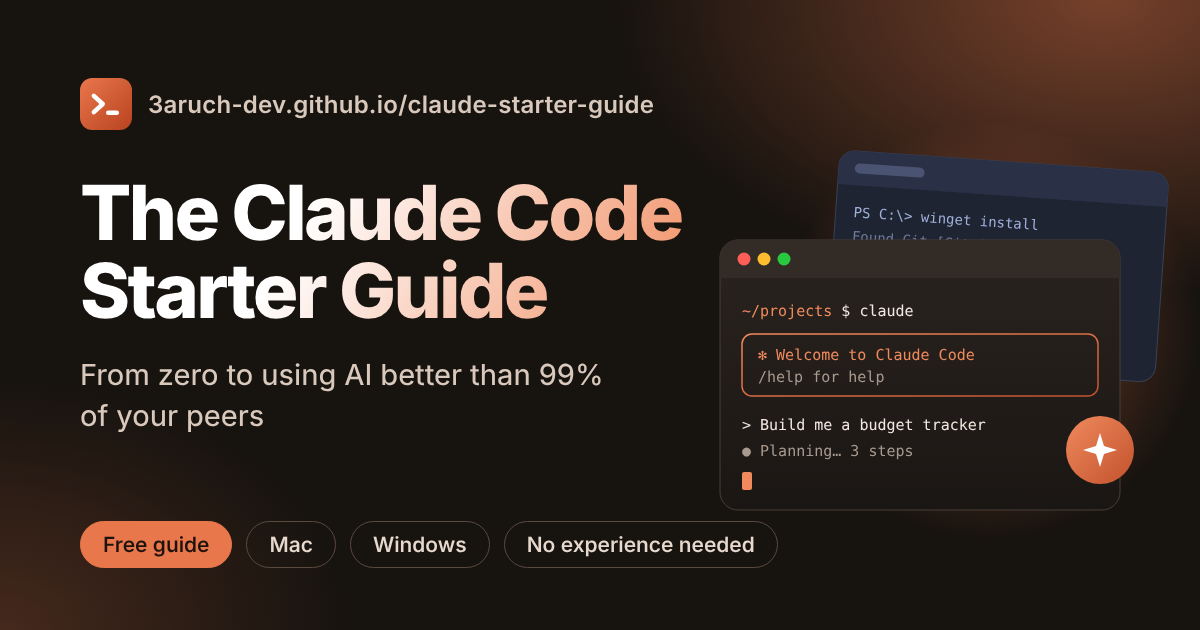 3aruch-dev.github.io/claude-starter-guide
The Claude Code
Starter Guide
From zero to using AI better than 99%
of your peers
Free guide
Mac
Windows
No experience needed
PS C:\> winget install
~/projects $ claude
✻ Welcome to Claude Code
/help for help
> Build me a budget tracker
● Planning… 3 steps